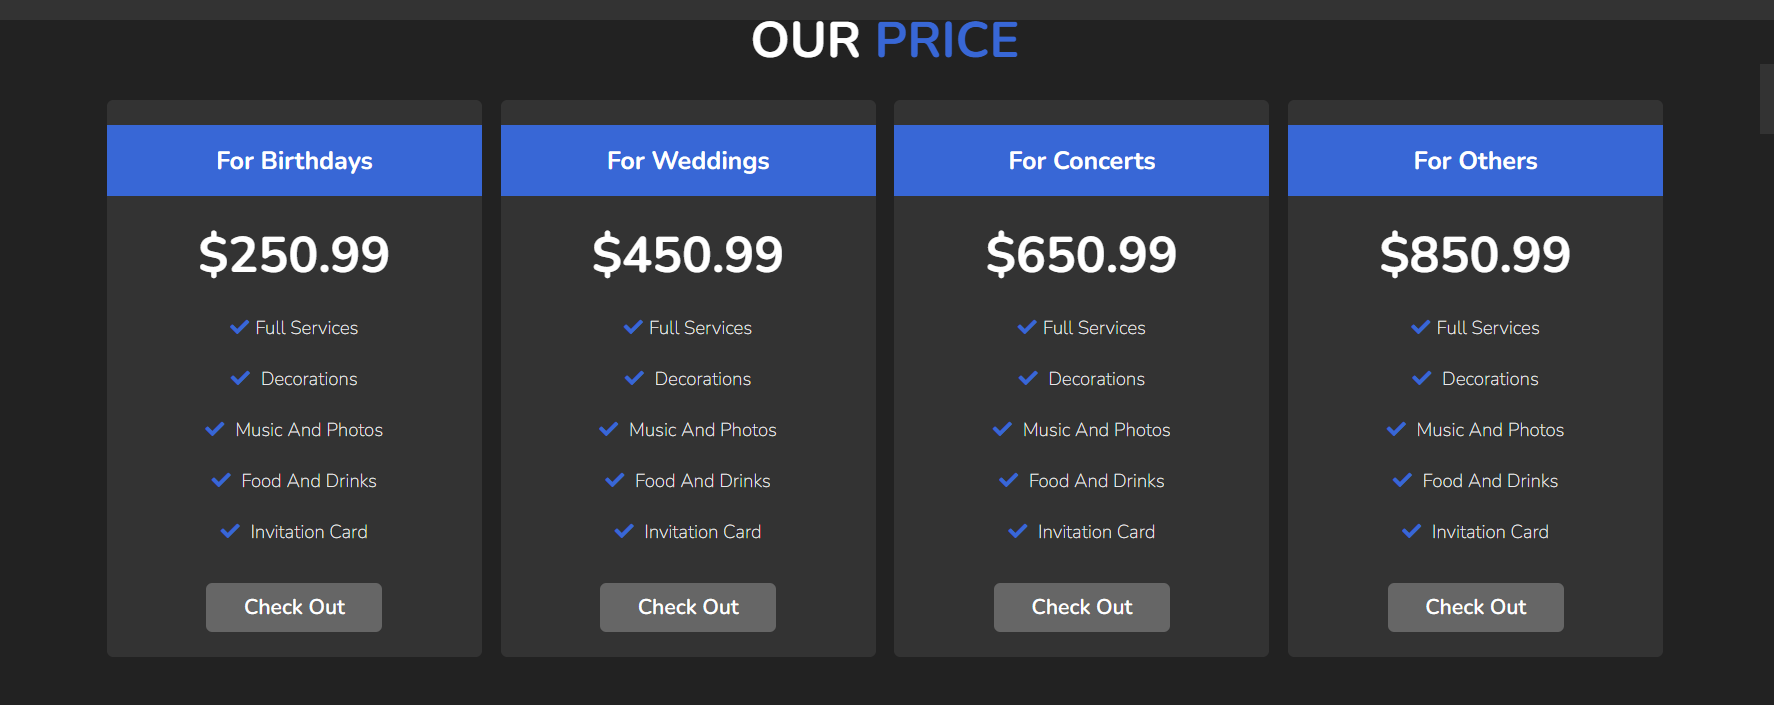 OUR PRICE
For Birthdays
$250.99
Full Services
Decorations
Music And Photos
Food And Drinks
Invitation Card
Check Out
For Weddings
$450.99
Full Services
Decorations
Music And Photos
Food And Drinks
Invitation Card
Check Out
For Concerts
$650.99
Full Services
Decorations
Music And Photos
Food And Drinks
Invitation Card
Check Out
For Others
$850.99
Full Services
Decorations
Music And Photos
Food And Drinks
Invitation Card
Check Out